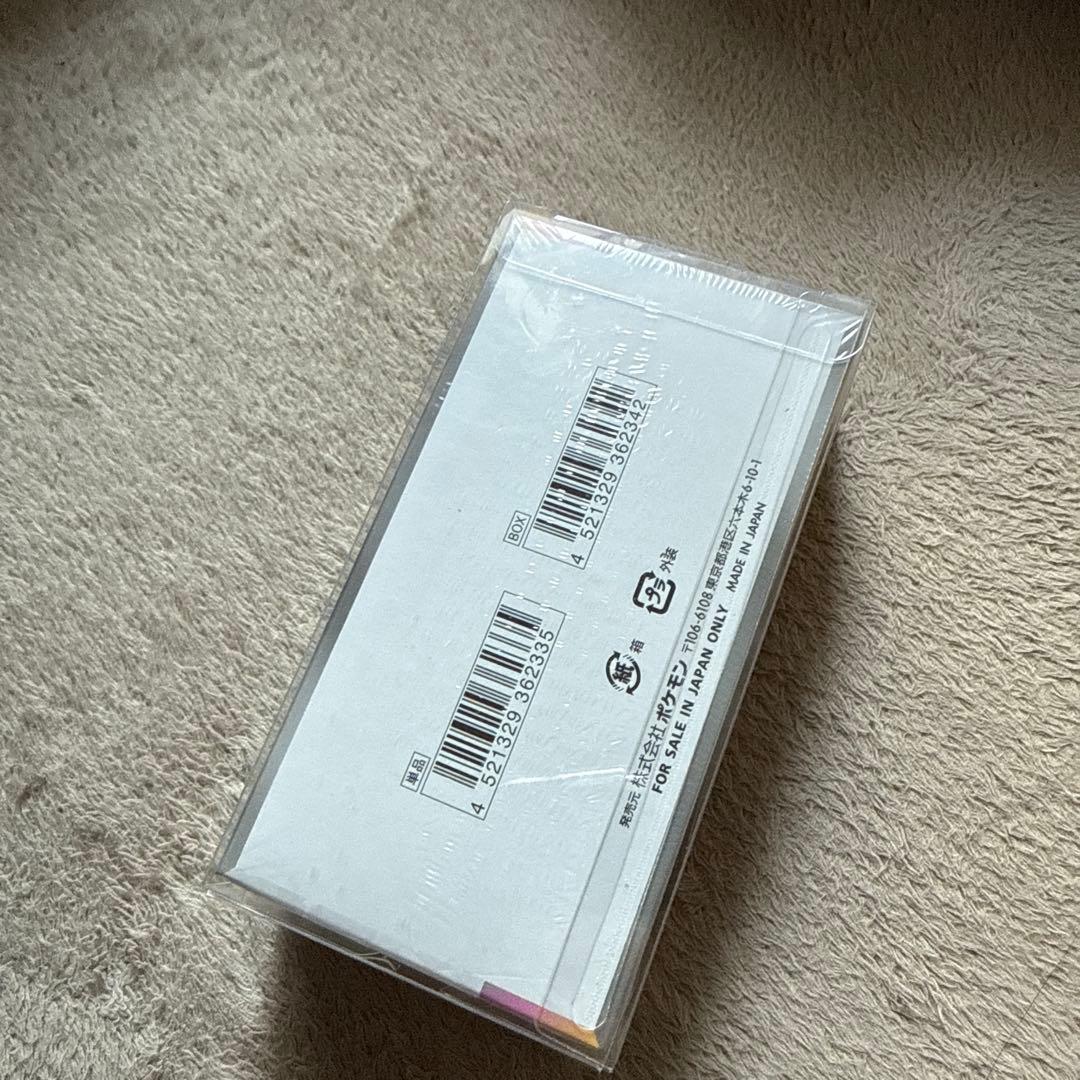 BOX
4 521329 362342
単品
4 521329 362335
プラ 外装
紙 箱
発売元 株式会社ポケモン 〒106-6108 東京都港区六本木6-10-1
FOR SALE IN JAPAN ONLY MADE IN JAPAN